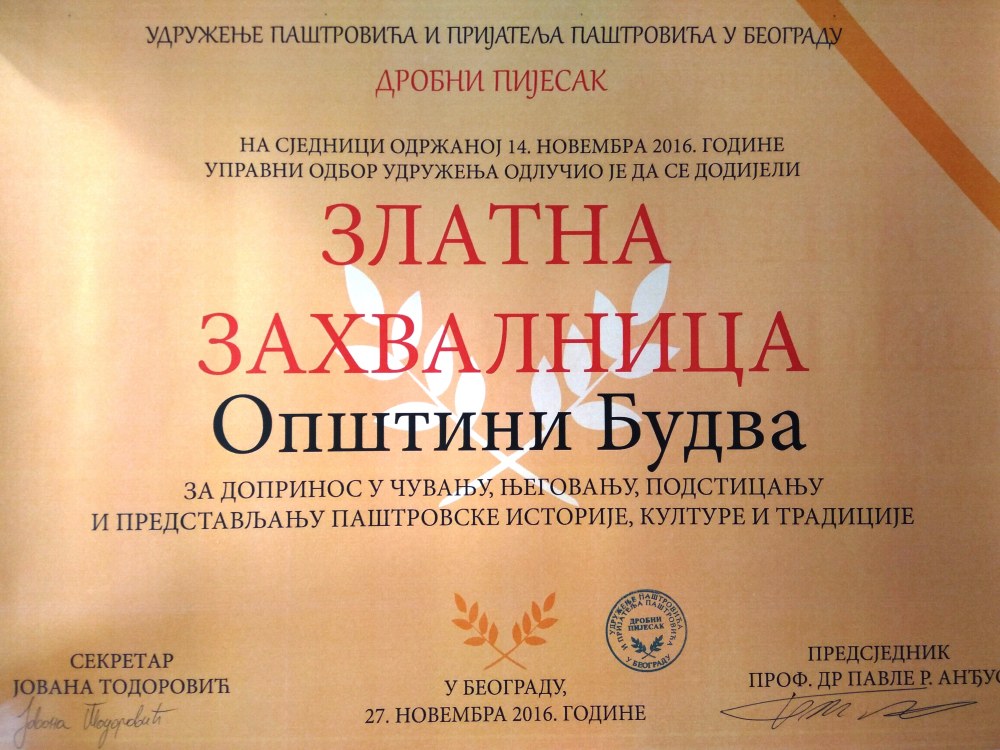 УДРУЖЕЊЕ ПАШТРОВИЋА И ПРИЈАТЕЉА ПАШТРОВИЋА У БЕОГРАДУ
ДРОБНИ ПИЈЕСАК
НА СЈЕДНИЦИ ОДРЖАНОЈ 14. НОВЕМБРА 2016. ГОДИНЕ
УПРАВНИ ОДБОР УДРУЖЕЊА ОДЛУЧИО ЈЕ ДА СЕ ДОДИЈЕЛИ
ЗЛАТНА
ЗАХВАЛНИЦА
Општини Будва
ЗА ДОПРИНОС У ЧУВАЊУ, ЊЕГОВАЊУ, ПОДСТИЦАЊУ
И ПРЕДСТАВЉАЊУ ПАШТРОВСКЕ ИСТОРИЈЕ, КУЛТУРЕ И ТРАДИЦИЈЕ
УДРУЖЕЊЕ ПАШТРОВИЋА
И ПРИЈАТЕЉА ПАШТРОВИЋА
ДРОБНИ
ПИЈЕСАК
У БЕОГРАДУ
СЕКРЕТАР
ЈОВАНА ТОДОРОВИЋ
Јована Тодоровић
У БЕОГРАДУ,
27. НОВЕМБРА 2016. ГОДИНЕ
ПРЕДСЈЕДНИК
ПРОФ. ДР ПАВЛЕ Р. АНЂУС